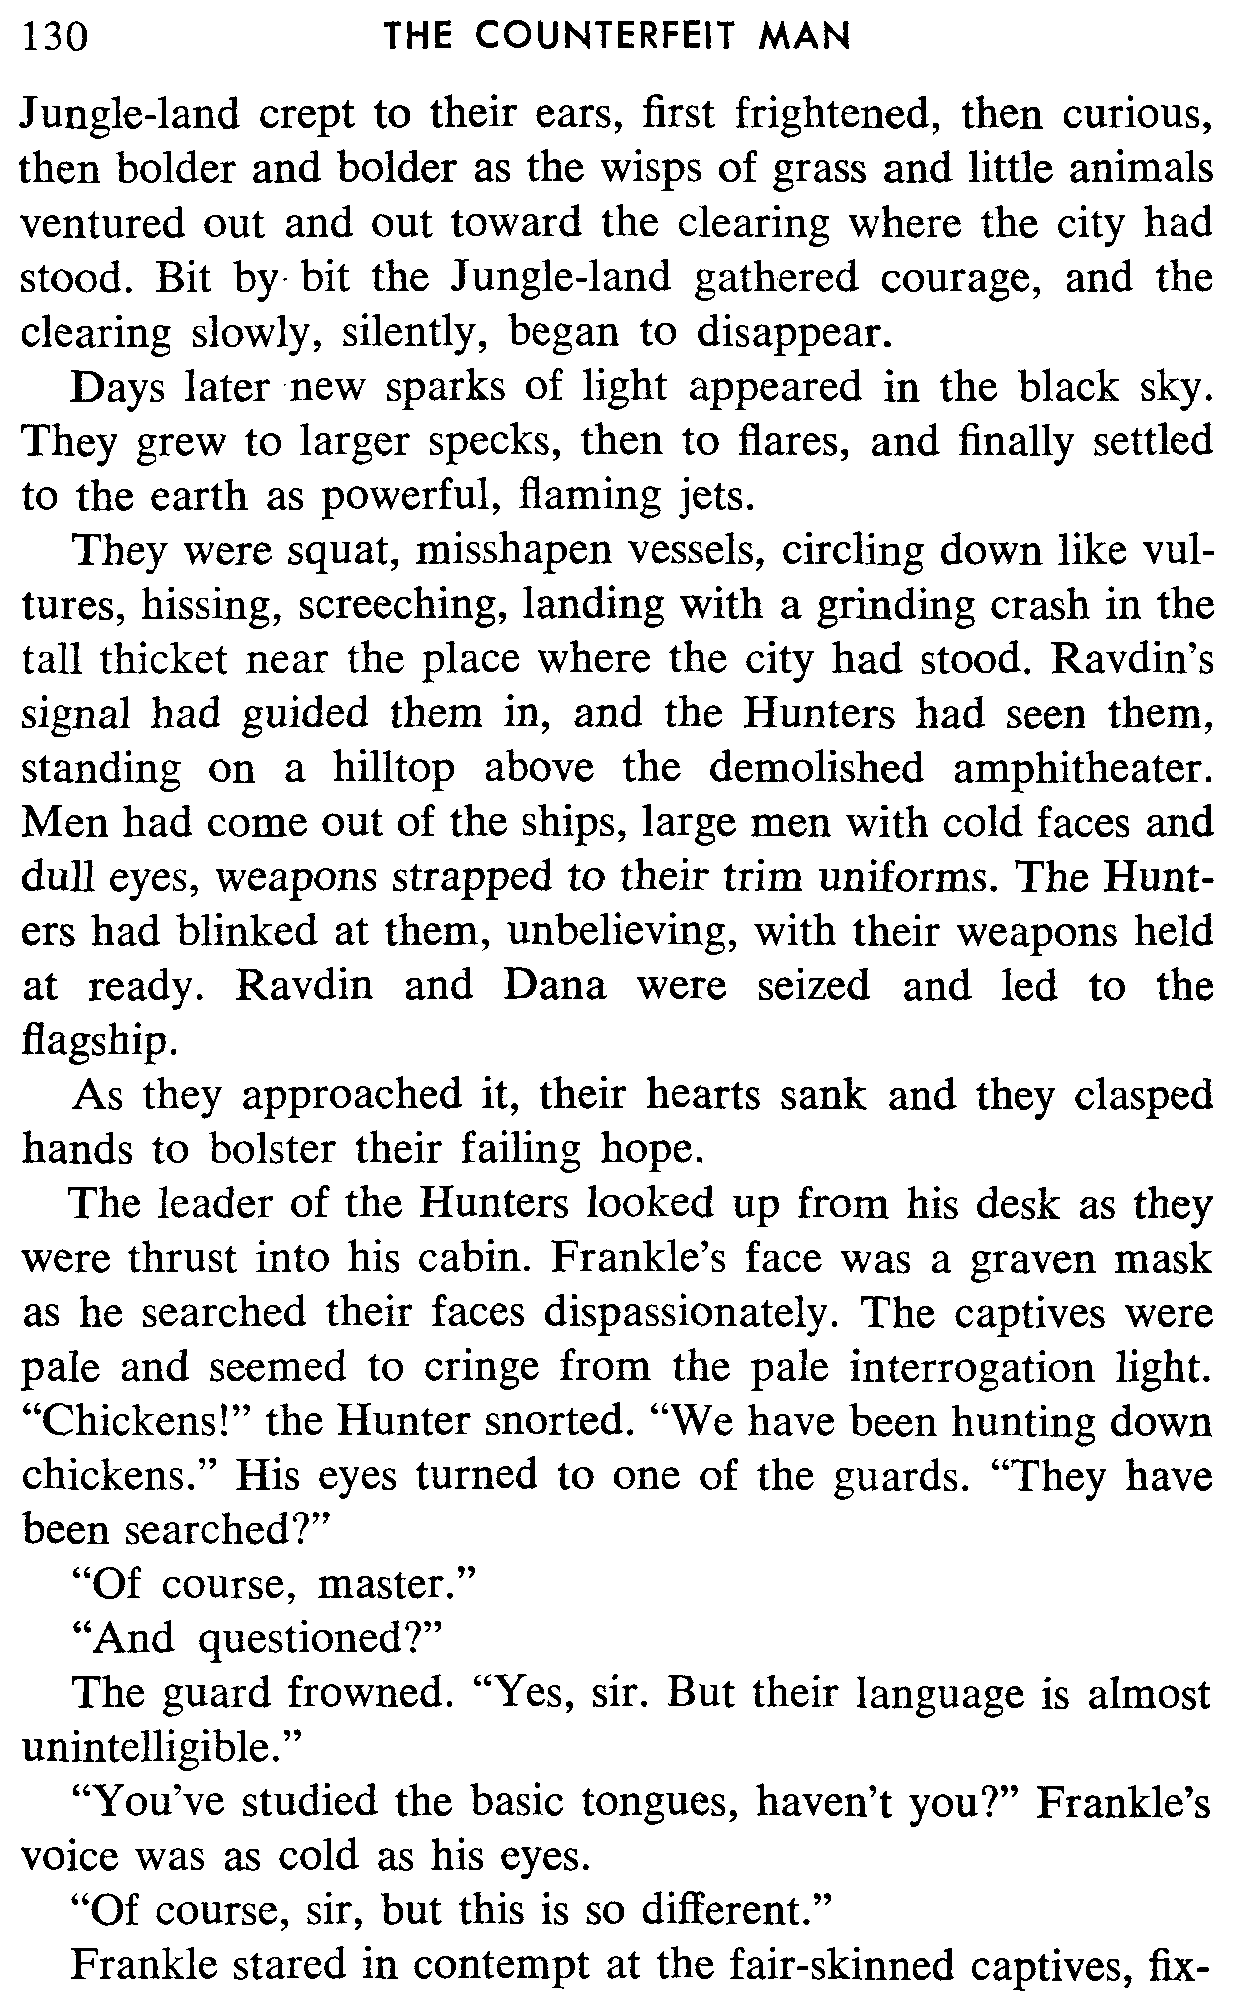 130 THE COUNTERFEIT MAN
Jungle-land crept to their ears, first frightened, then curious,
then bolder and bolder as the wisps of grass and little animals
ventured out and out toward the clearing where the city had
stood. Bit by bit the Jungle-land gathered courage, and the
clearing slowly, silently, began to disappear.
Days later new sparks of light appeared in the black sky.
They grew to larger specks, then to flares, and finally settled
to the earth as powerful, flaming jets.
They were squat, misshapen vessels, circling down like vul-
tures, hissing, screeching, landing with a grinding crash in the
tall thicket near the place where the city had stood. Ravdin's
signal had guided them in, and the Hunters had seen them,
standing on a hilltop above the demolished amphitheater.
Men had come out of the ships, large men with cold faces and
dull eyes, weapons strapped to their trim uniforms. The Hunt-
ers had blinked at them, unbelieving, with their weapons held
at ready. Ravdin and Dana were seized and led to the
flagship.
As they approached it, their hearts sank and they clasped
hands to bolster their failing hope.
The leader of the Hunters looked up from his desk as they
were thrust into his cabin. Frankle's face was a graven mask
as he searched their faces dispassionately. The captives were
pale and seemed to cringe from the pale interrogation light.
“Chickens!” the Hunter snorted. “We have been hunting down
chickens.” His eyes turned to one of the guards. “They have
been searched?”
“Of course, master.”
“And questioned?”
The guard frowned. “Yes, sir. But their language is almost
unintelligible.”
“You've studied the basic tongues, haven't you?” Frankle's
voice was as cold as his eyes.
“Of course, sir, but this is so different.”
Frankle stared in contempt at the fair-skinned captives, fix-